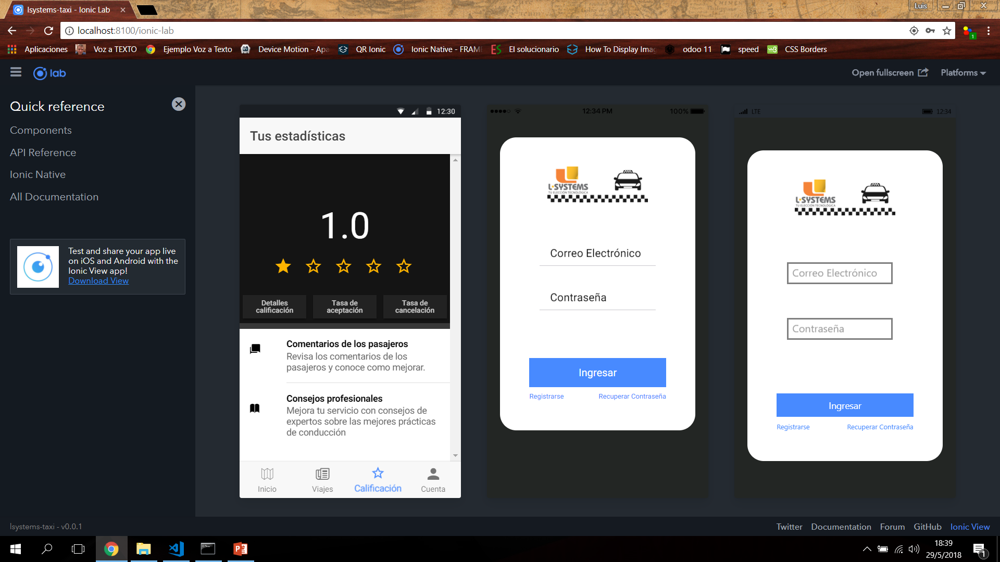 lsystems-taxi - Ionic Lab
Luis
localhost:8100/ionic-lab
1
Aplicaciones
Voz a TEXTO
Ejemplo Voz a Texto
Device Motion - Apa
QR Ionic
Ionic Native - FRAM
El solucionario
How To Display Imag
odoo 11
speed
CSS Borders
lab
Open fullscreen
Platforms
Quick reference
Components
API Reference
Ionic Native
All Documentation
Test and share your app live
on iOS and Android with the
Ionic View app!
Download View
12:30
Tus estadísticas
1.0
Detalles
calificación
Tasa de
aceptación
Tasa de
cancelación
Comentarios de los pasajeros
Revisa los comentarios de los
pasajeros y conoce como mejorar.
Consejos profesionales
Mejora tu servicio con consejos de
expertos sobre las mejores prácticas
de conducción
Inicio
Viajes
Calificación
Cuenta
12:34 PM
100%
L·SYSTEMS
TU ELECCIÓN TECNOLÓGICA
Correo Electrónico
Contraseña
Ingresar
Registrarse
Recuperar Contraseña
LTE
12:34
L·SYSTEMS
TU ELECCIÓN TECNOLÓGICA
Correo Electrónico
Contraseña
Ingresar
Registrarse
Recuperar Contraseña
lsystems-taxi - v0.0.1
Twitter
Documentation
Forum
GitHub
Ionic View
18:39
29/5/2018
1